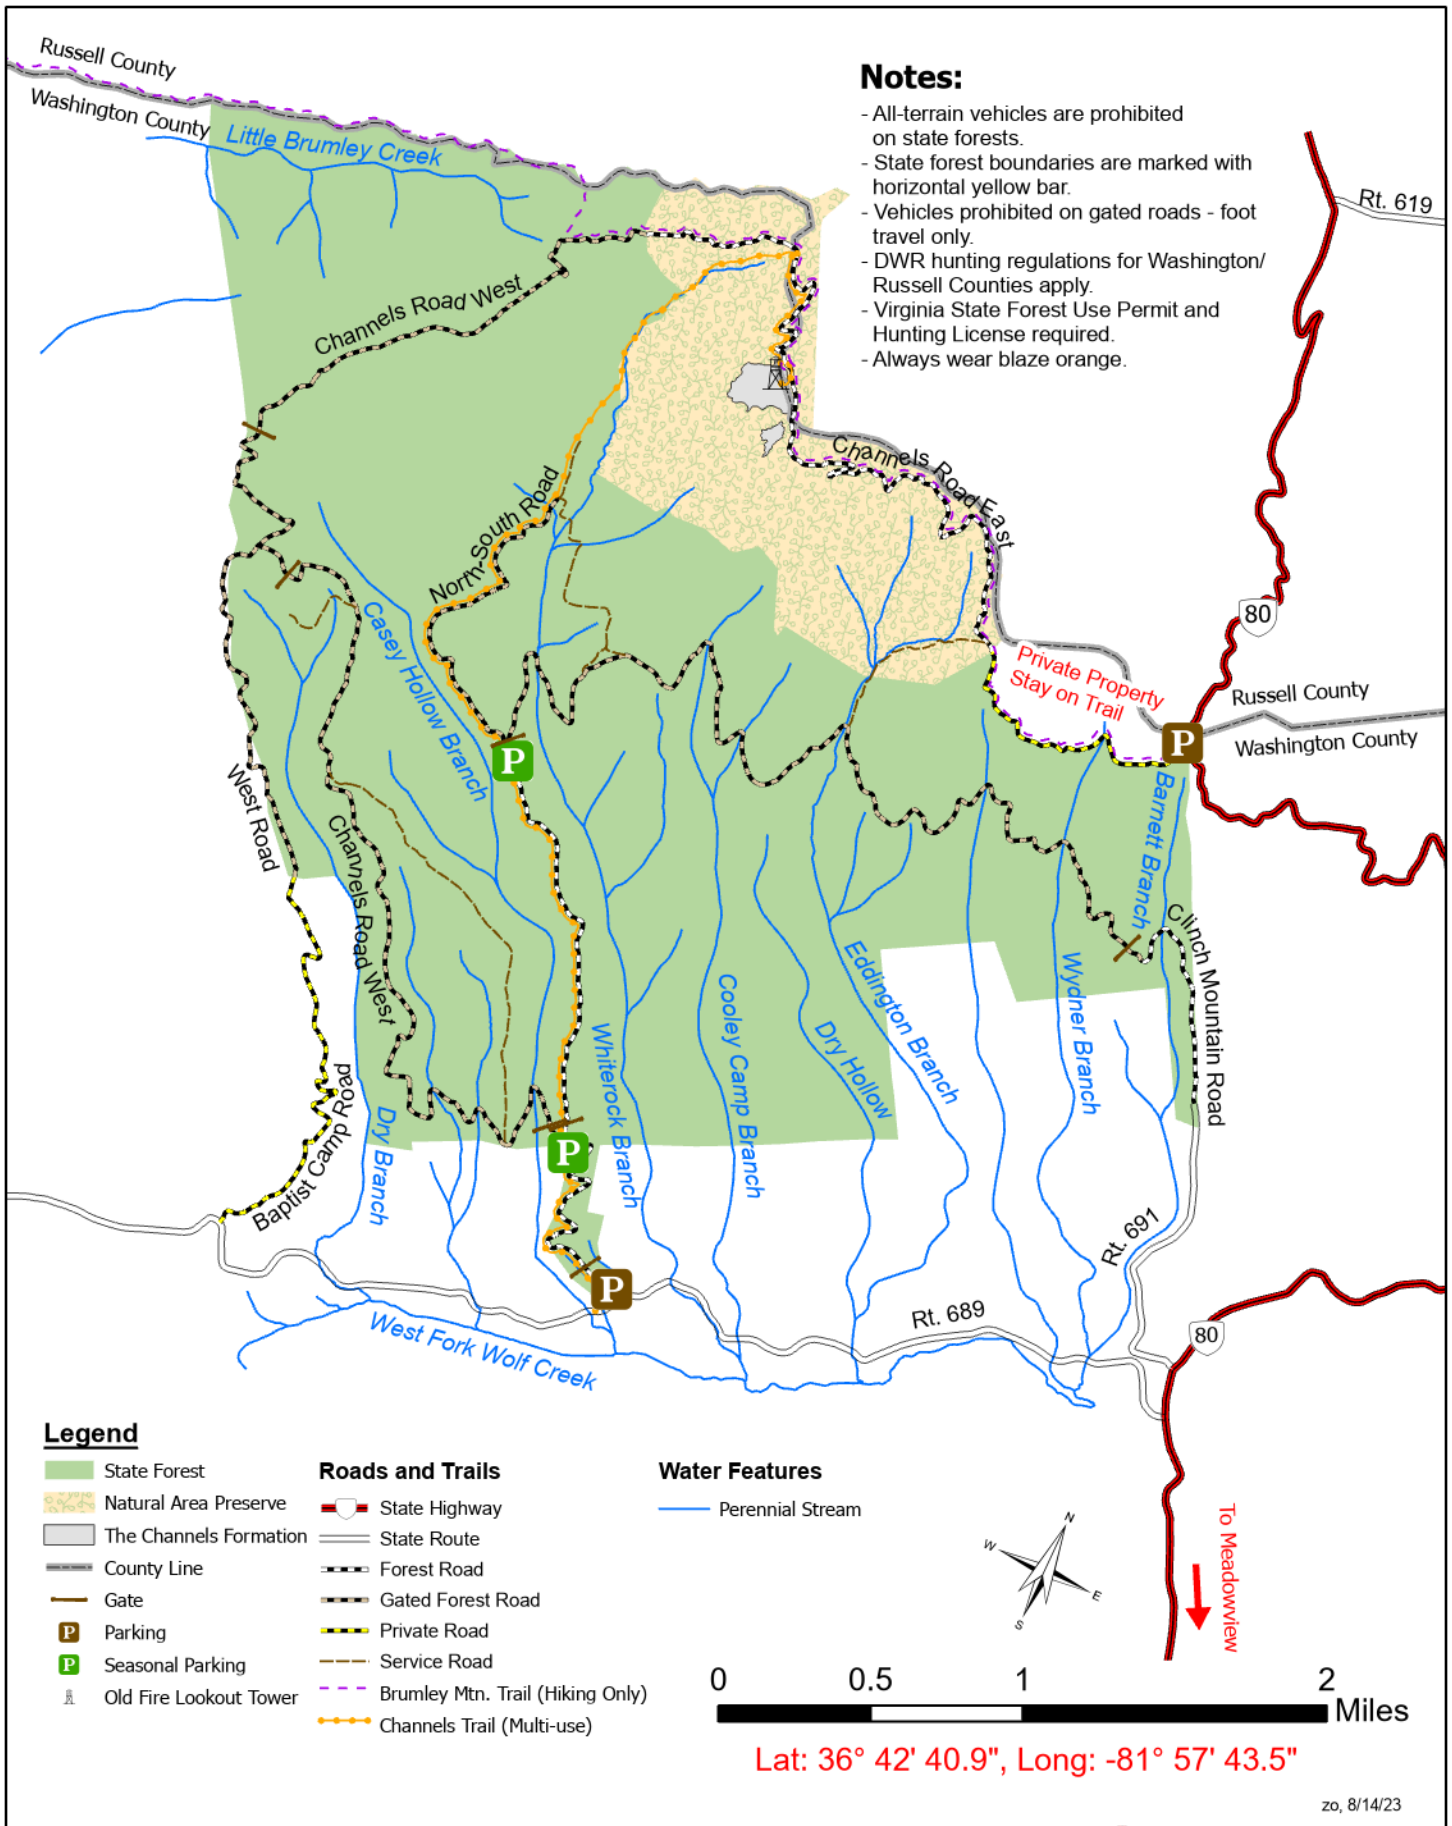 Russell County
Washington County
Little Brumley Creek
Notes:
- All-terrain vehicles are prohibited
on state forests.
- State forest boundaries are marked with
horizontal yellow bar.
- Vehicles prohibited on gated roads - foot
travel only.
- DWR hunting regulations for Washington/
Russell Counties apply.
- Virginia State Forest Use Permit and
Hunting License required.
- Always wear blaze orange.
Rt. 619
Channels Road West
Channels Road East
North-South Road
80
Casey Hollow Branch
Private Property
Stay on Trail
Russell County
Washington County
P
P
West Road
Channels Road West
Barnett Branch
Clinch Mountain Road
Eddington Branch
Wydner Branch
Cooley Camp Branch
Dry Hollow
Whiterock Branch
Baptist Camp Road
Dry Branch
P
P
Rt. 691
Rt. 689
West Fork Wolf Creek
80
Legend
State Forest
Natural Area Preserve
The Channels Formation
County Line
Gate
P Parking
P Seasonal Parking
Old Fire Lookout Tower
Roads and Trails
State Highway
State Route
Forest Road
Gated Forest Road
Private Road
Service Road
Brumley Mtn. Trail (Hiking Only)
Channels Trail (Multi-use)
Water Features
Perennial Stream
N
W
E
S
To Meadowview
0 0.5 1 2
Miles
Lat: 36° 42' 40.9", Long: -81° 57' 43.5"
zo, 8/14/23